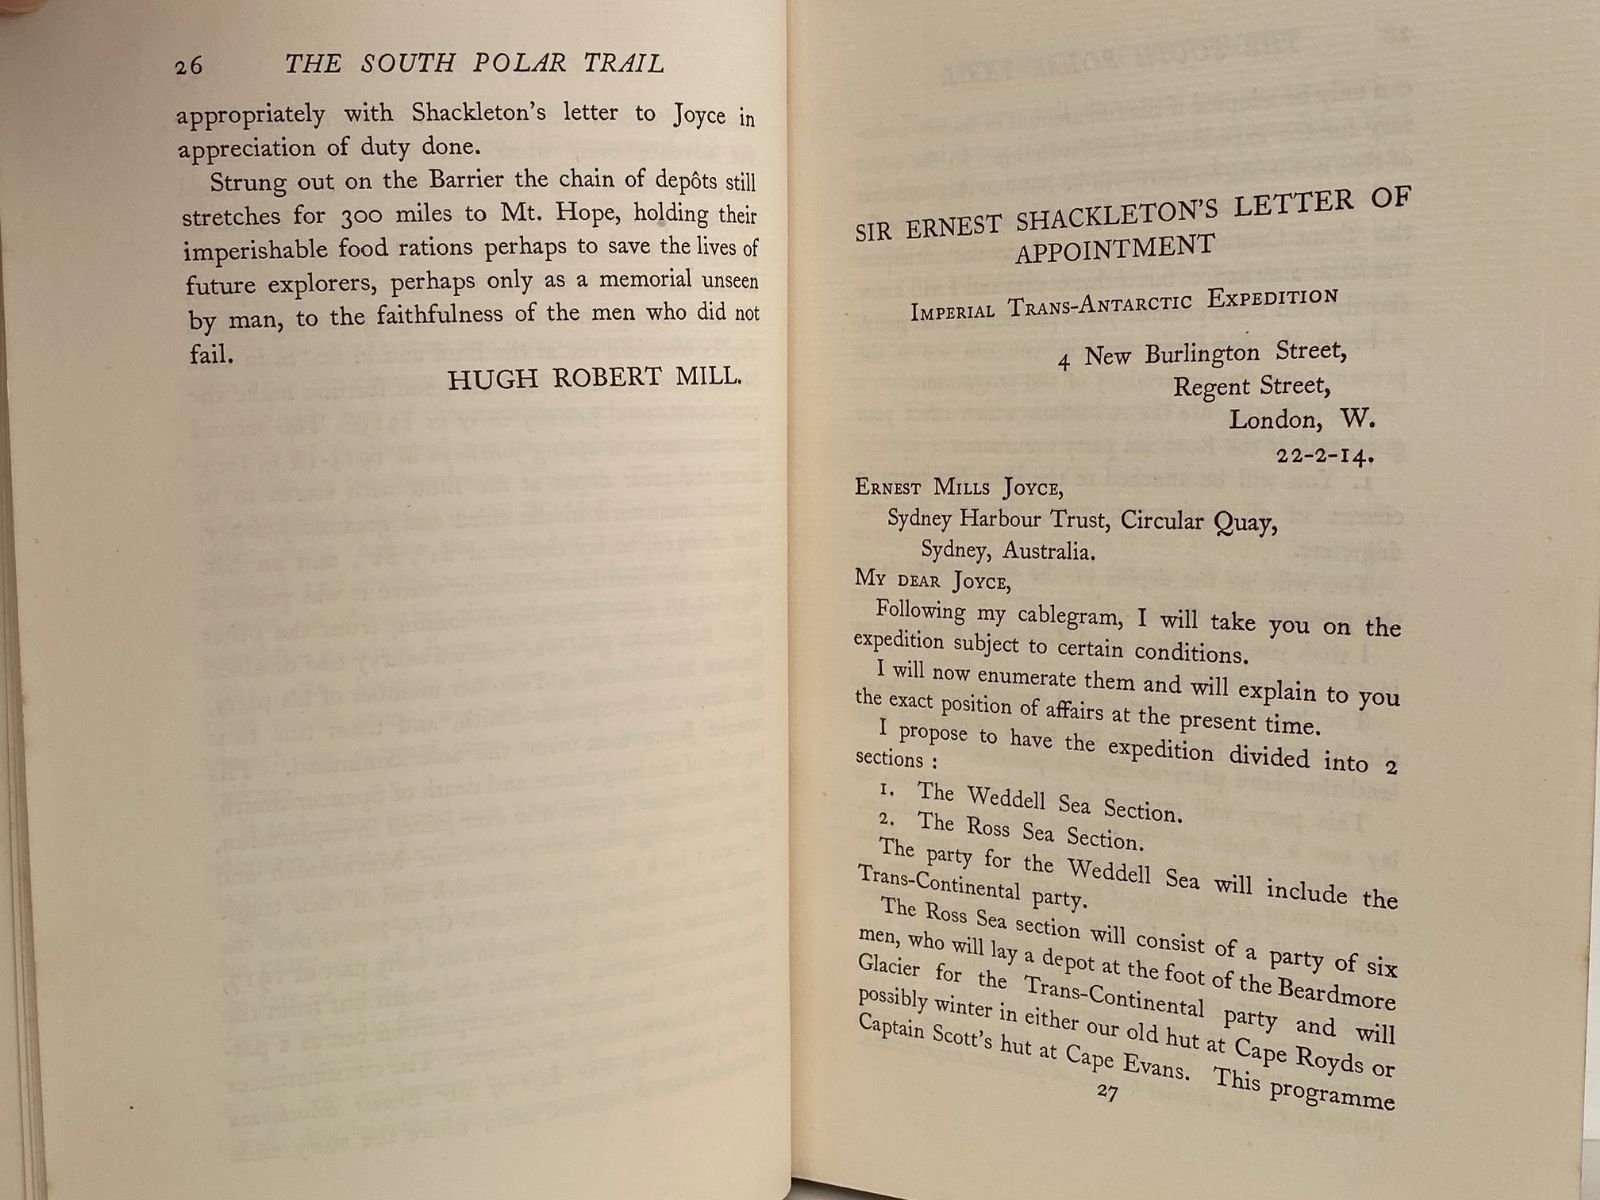 26 THE SOUTH POLAR TRAIL
appropriately with Shackleton's letter to Joyce in
appreciation of duty done.
Strung out on the Barrier the chain of depôts still
stretches for 300 miles to Mt. Hope, holding their
imperishable food rations perhaps to save the lives of
future explorers, perhaps only as a memorial unseen
by man, to the faithfulness of the men who did not
fail.
HUGH ROBERT MILL.
SIR ERNEST SHACKLETON'S LETTER OF
APPOINTMENT
IMPERIAL TRANS-ANTARCTIC EXPEDITION
4 New Burlington Street,
Regent Street,
London, W.
22-2-14.
ERNEST MILLS JOYCE,
Sydney Harbour Trust, Circular Quay,
Sydney, Australia.
MY DEAR JOYCE,
Following my cablegram, I will take you on the
expedition subject to certain conditions.
I will now enumerate them and will explain to you
the exact position of affairs at the present time.
I propose to have the expedition divided into 2
sections :
1. The Weddell Sea Section.
2. The Ross Sea Section.
The party for the Weddell Sea will include the
Trans-Continental party.
The Ross Sea section will consist of a party of six
men, who will lay a depot at the foot of the Beardmore
Glacier for the Trans-Continental party and will
possibly winter in either our old hut at Cape Royds or
Captain Scott's hut at Cape Evans. This programme
27